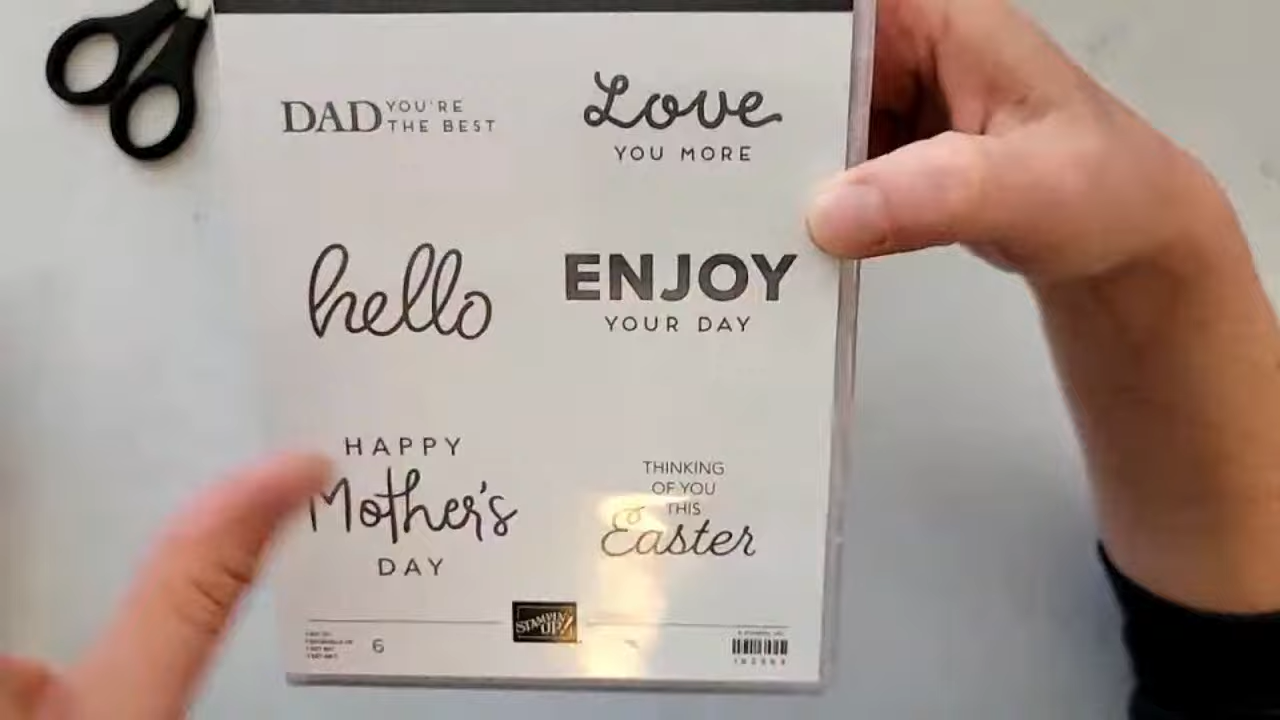 DAD YOU'RE
THE BEST
Love
YOU MORE
hello
ENJOY
YOUR DAY
HAPPY
Mother's
DAY
THINKING
OF YOU
THIS
Easter
6
STAMPIN'
UP!